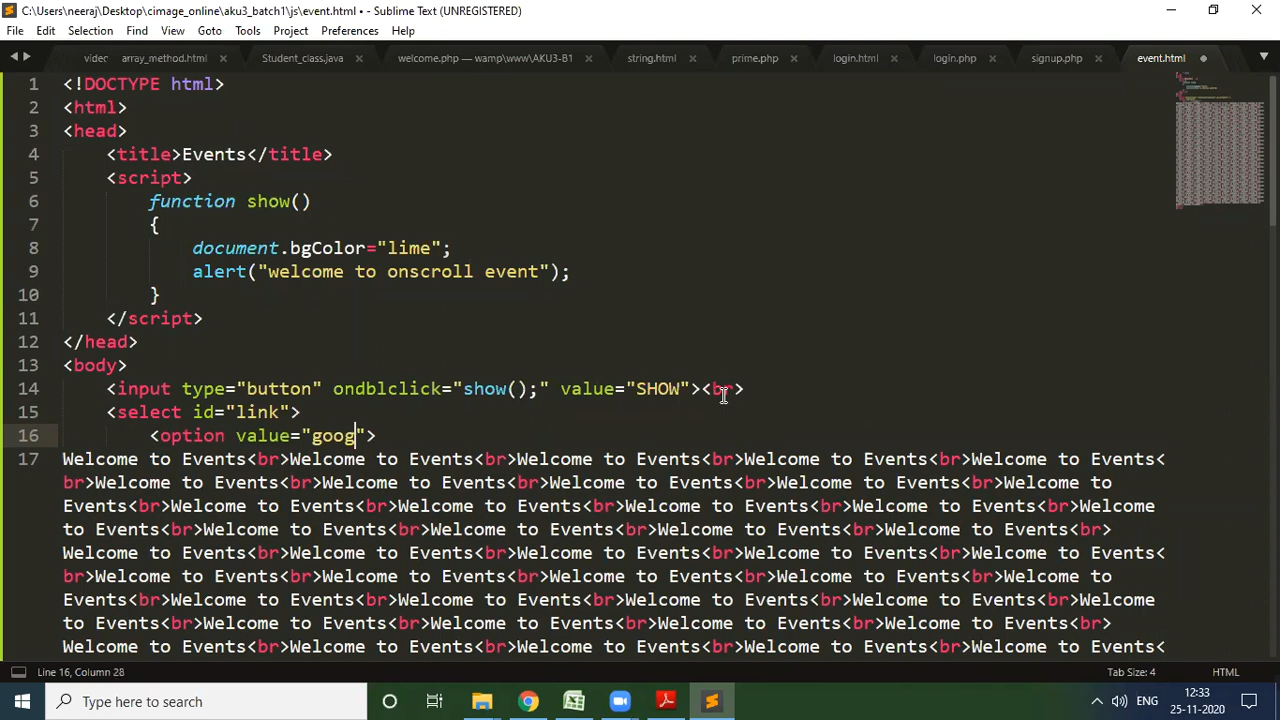 C:\Users\neeraj\Desktop\cimage_online\aku3_batch1\js\event.html • - Sublime Text (UNREGISTERED)
File Edit Selection Find View Goto Tools Project Preferences Help
array_method.html Student_class.java welcome.php — wamp\www\AKU3-B1 string.html prime.php login.html login.php signup.php event.html
1 <!DOCTYPE html>
2 <html>
3 <head>
4 <title>Events</title>
5 <script>
6 function show()
7 {
8 document.bgColor="lime";
9 alert("welcome to onscroll event");
10 }
11 </script>
12 </head>
13 <body>
14 <input type="button" ondblclick="show();" value="SHOW"><br>
15 <select id="link">
16 <option value="goog">
17 Welcome to Events<br>Welcome to Events<br>Welcome to Events<br>Welcome to Events<br>Welcome to Events<
br>Welcome to Events<br>Welcome to Events<br>Welcome to Events<br>Welcome to Events<br>Welcome to
Events<br>Welcome to Events<br>Welcome to Events<br>Welcome to Events<br>Welcome to Events<br>Welcome
to Events<br>Welcome to Events<br>Welcome to Events<br>Welcome to Events<br>Welcome to Events<br>
Welcome to Events<br>Welcome to Events<br>Welcome to Events<br>Welcome to Events<br>Welcome to Events<
br>Welcome to Events<br>Welcome to Events<br>Welcome to Events<br>Welcome to Events<br>Welcome to
Events<br>Welcome to Events<br>Welcome to Events<br>Welcome to Events<br>Welcome to Events<br>Welcome
to Events<br>Welcome to Events<br>Welcome to Events<br>Welcome to Events<br>Welcome to Events<br>
Welcome to Events<br>Welcome to Events<br>Welcome to Events<br>Welcome to Events<br>Welcome to Events<
Line 16, Column 28 Tab Size: 4 HTML
Type here to search ENG 12:33
25-11-2020